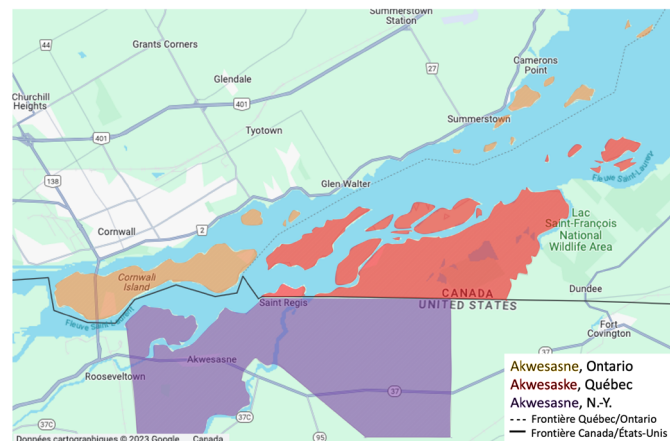 Summerstown
Station
44
Grants Corners
27
Camerons
Point
Glendale
Churchill
Heights
401
Summerstown
401
Tyotown
138
Glen Walter
Fleuve Saint-Laurent
2
Cornwall
Lac
Saint-François
National
Wildlife Area
Cornwall
Island
CANADA
UNITED STATES
Saint Regis
Dundee
Fleuve Saint-Laurent
Fort
Covington
Akwesasne
37
Rooseveltown
37
Akwesasne, Ontario
Akwesaske, Québec
Akwesasne, N.-Y.
Frontière Québec/Ontario
Frontière Canada/États-Unis
37C
37C
95
Données cartographiques © 2023 Google
Canada